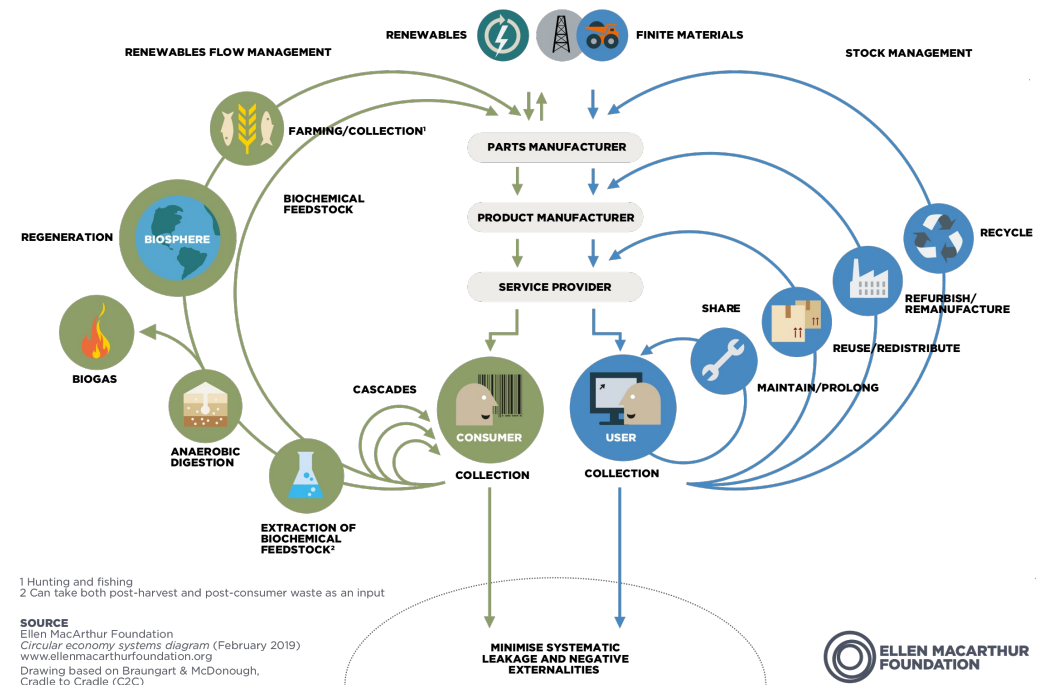 RENEWABLES
FINITE MATERIALS
RENEWABLES FLOW MANAGEMENT
STOCK MANAGEMENT
FARMING/COLLECTION¹
PARTS MANUFACTURER
BIOCHEMICAL
FEEDSTOCK
PRODUCT MANUFACTURER
REGENERATION
BIOSPHERE
RECYCLE
SERVICE PROVIDER
SHARE
REFURBISH/
REMANUFACTURE
REUSE/REDISTRIBUTE
BIOGAS
CASCADES
MAINTAIN/PROLONG
CONSUMER
USER
ANAEROBIC
DIGESTION
COLLECTION
COLLECTION
EXTRACTION OF
BIOCHEMICAL
FEEDSTOCK²
1 Hunting and fishing
2 Can take both post-harvest and post-consumer waste as an input
SOURCE
Ellen MacArthur Foundation
Circular economy systems diagram (February 2019)
www.ellenmacarthurfoundation.org
Drawing based on Braungart & McDonough,
Cradle to Cradle (C2C)
MINIMISE SYSTEMATIC
LEAKAGE AND NEGATIVE
EXTERNALITIES
ELLEN MACARTHUR
FOUNDATION